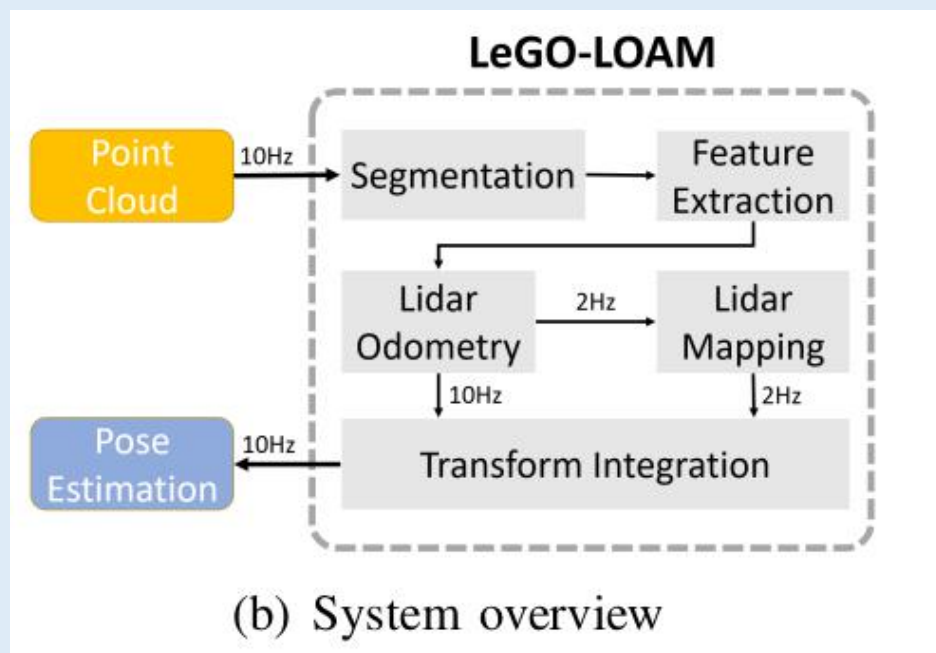 LeGO-LOAM
Point
Cloud
10Hz
Segmentation
Feature
Extraction
Lidar
Odometry
2Hz
Lidar
Mapping
10Hz
2Hz
Pose
Estimation
10Hz
Transform Integration
(b) System overview